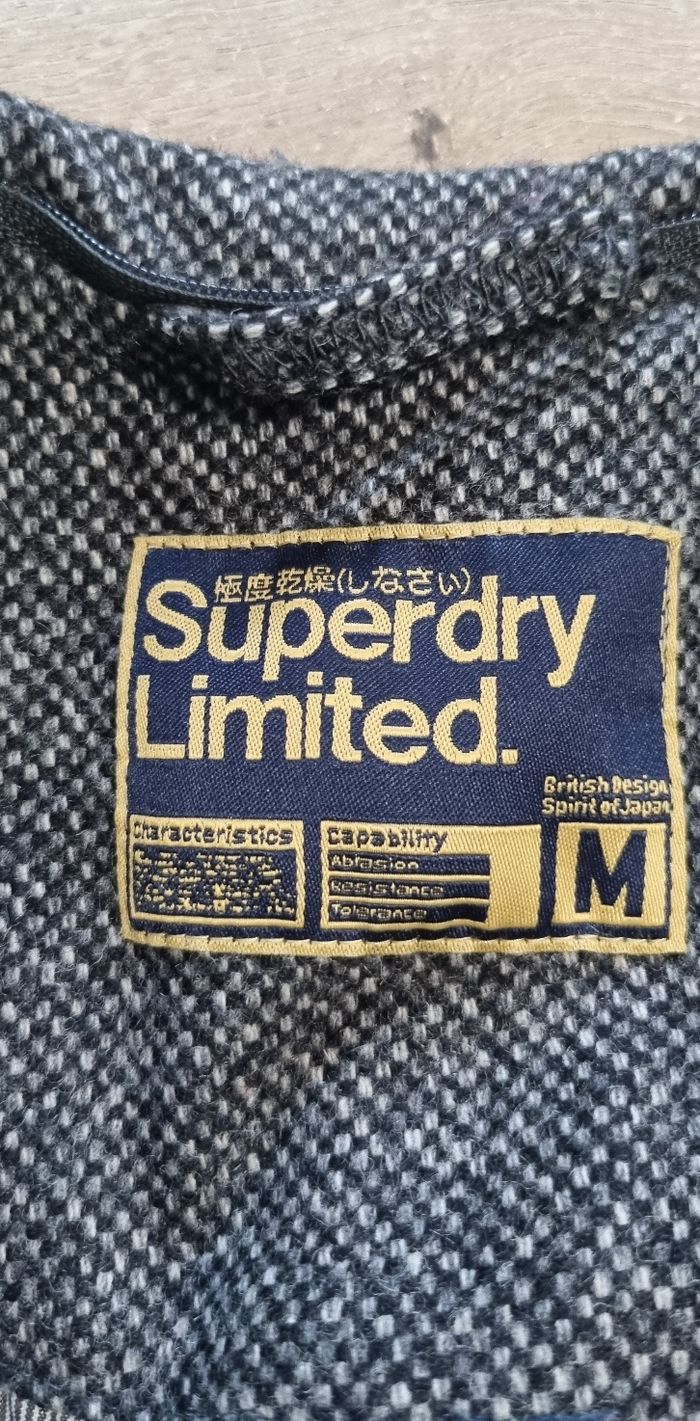 極度乾燥(しなさい)
Superdry
Limited.
British Design
Spirit of Japan
Characteristics
Capability
Abrasion
Resistance
Tolerance
M